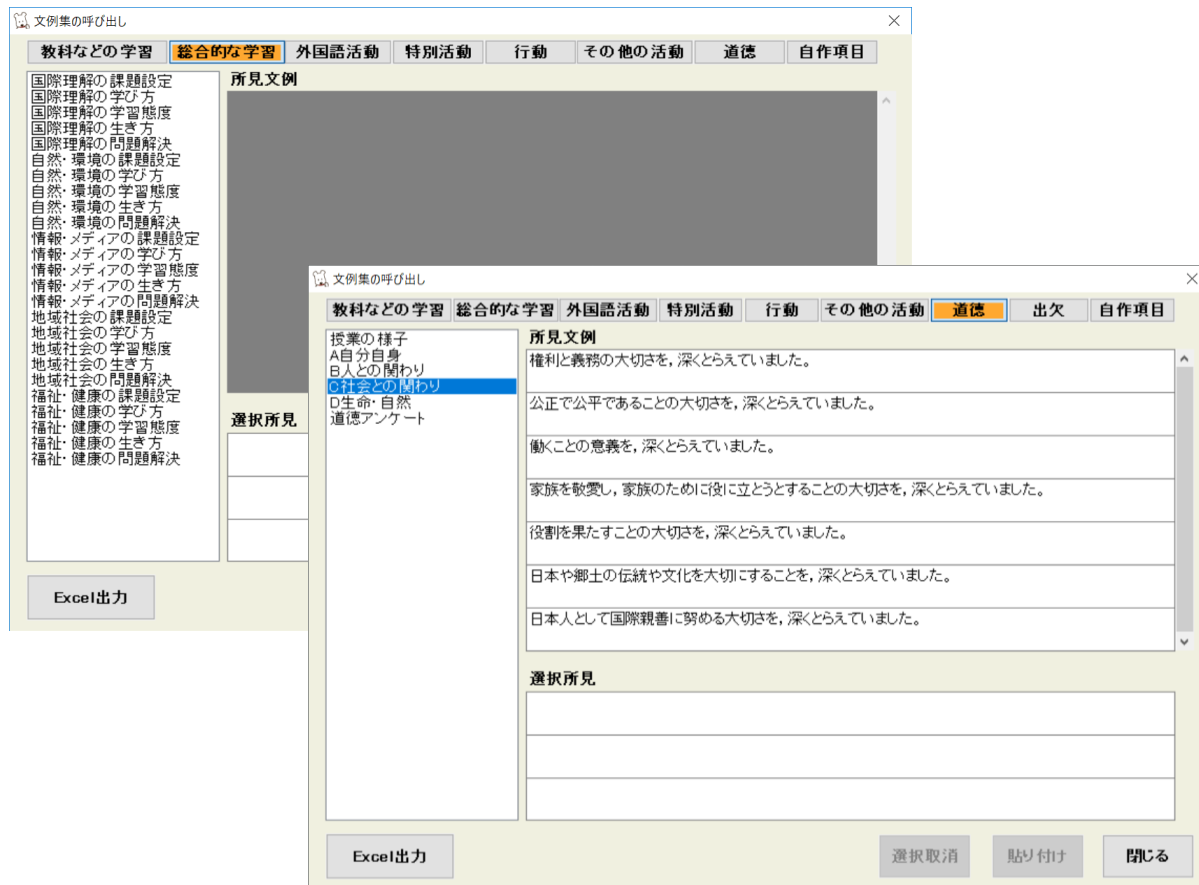 文例集の呼び出し
教科などの学習 総合的な学習 外国語活動 特別活動 行動 その他の活動 道徳 自作項目
国際理解の課題設定
国際理解の学び方
国際理解の学習態度
国際理解の生き方
国際理解の問題解決
自然・環境の課題設定
自然・環境の学び方
自然・環境の学習態度
自然・環境の生き方
自然・環境の問題解決
情報・メディアの課題設定
情報・メディアの学び方
情報・メディアの学習態度
情報・メディアの生き方
情報・メディアの問題解決
地域社会の課題設定
地域社会の学び方
地域社会の学習態度
地域社会の生き方
地域社会の問題解決
福祉・健康の課題設定
福祉・健康の学び方
福祉・健康の学習態度
福祉・健康の生き方
福祉・健康の問題解決
所見文例
選択所見
Excel出力
文例集の呼び出し
教科などの学習 総合的な学習 外国語活動 特別活動 行動 その他の活動 道徳 出欠 自作項目
授業の様子
A自分自身
B人との関わり
C社会との関わり
D生命・自然
道徳アンケート
所見文例
権利と義務の大切さを，深くとらえていました。
公正で公平であることの大切さを，深くとらえていました。
働くことの意義を，深くとらえていました。
家族を敬愛し，家族のために役に立とうとすることの大切さを，深くとらえていました。
役割を果たすことの大切さを，深くとらえていました。
日本や郷土の伝統や文化を大切にすることを，深くとらえていました。
日本人として国際親善に努める大切さを，深くとらえていました。
選択所見
Excel出力
選択取消
貼り付け
閉じる